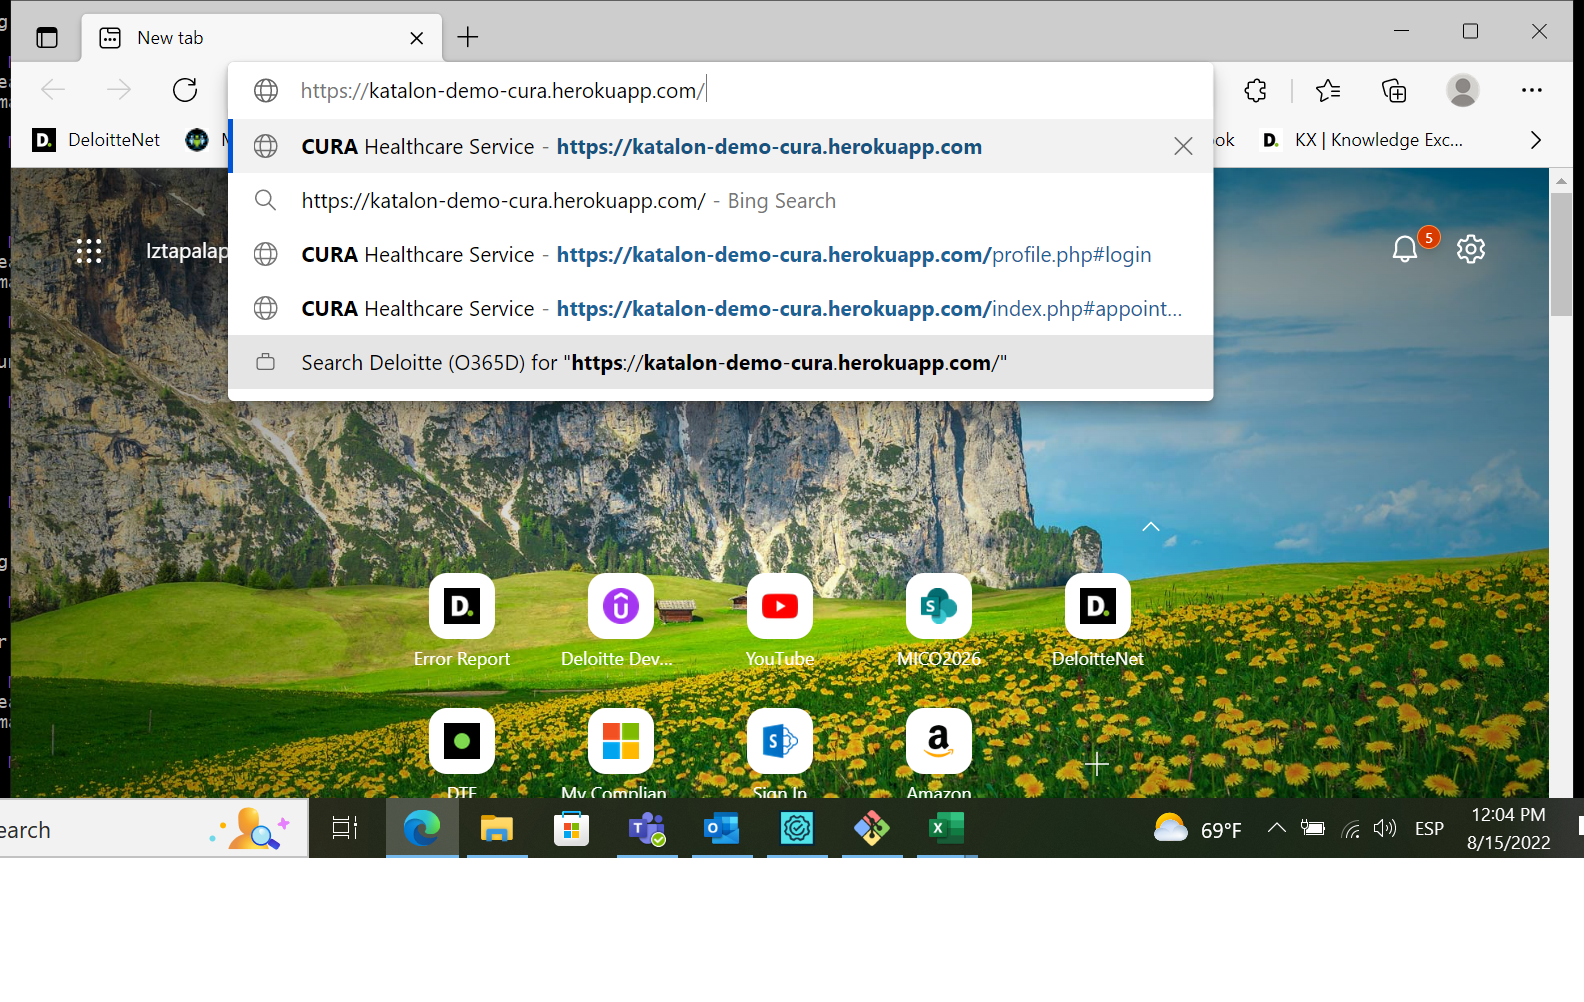 New tab
https://katalon-demo-cura.herokuapp.com/
DeloitteNet
CURA Healthcare Service - https://katalon-demo-cura.herokuapp.com
ok
KX | Knowledge Exc...
https://katalon-demo-cura.herokuapp.com/ - Bing Search
Iztapalap
CURA Healthcare Service - https://katalon-demo-cura.herokuapp.com/profile.php#login
5
CURA Healthcare Service - https://katalon-demo-cura.herokuapp.com/index.php#appoint...
Search Deloitte (O365D) for "https://katalon-demo-cura.herokuapp.com/"
Error Report
Deloitte Dev...
YouTube
MICO2026
DeloitteNet
DTE
My Complian
Sign In
Amazon
earch
69°F
ESP
12:04 PM
8/15/2022